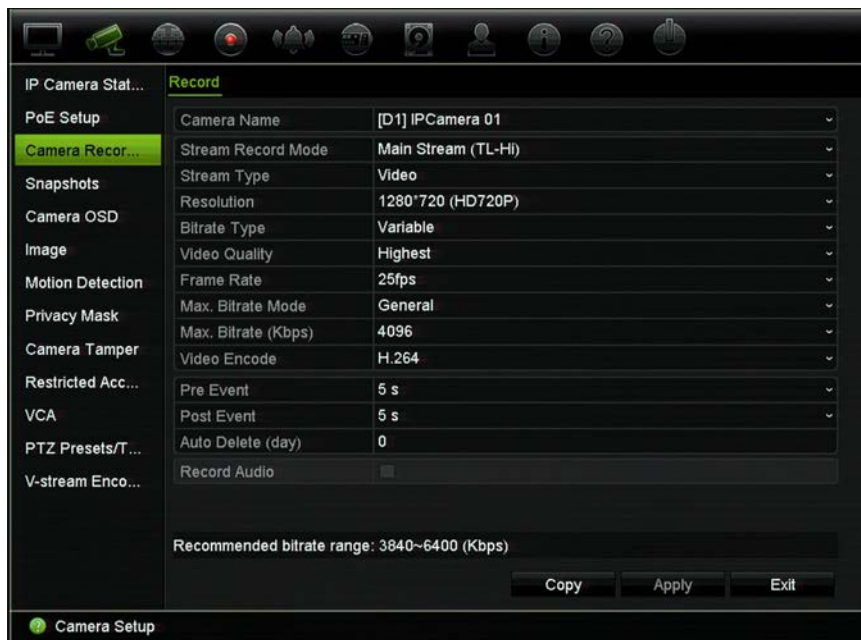 IP Camera Stat...
PoE Setup
Camera Recor...
Snapshots
Camera OSD
Image
Motion Detection
Privacy Mask
Camera Tamper
Restricted Acc...
VCA
PTZ Presets/T...
V-stream Enco...
Record
Camera Name [D1] IPCamera 01
Stream Record Mode Main Stream (TL-Hi)
Stream Type Video
Resolution 1280*720 (HD720P)
Bitrate Type Variable
Video Quality Highest
Frame Rate 25fps
Max. Bitrate Mode General
Max. Bitrate (Kbps) 4096
Video Encode H.264
Pre Event 5 s
Post Event 5 s
Auto Delete (day) 0
Record Audio
Recommended bitrate range: 3840~6400 (Kbps)
Copy Apply Exit
Camera Setup